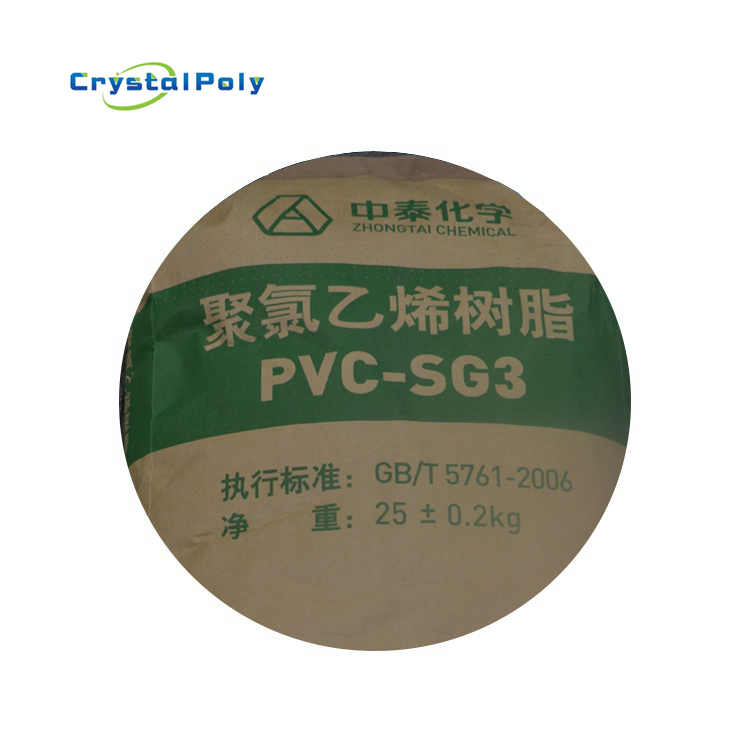 CrystalPoly
中泰化学
ZHONGTAI CHEMICAL
聚氯乙烯树脂
PVC-SG3
执行标准：GB/T 5761-2006
净 重：25 ± 0.2kg